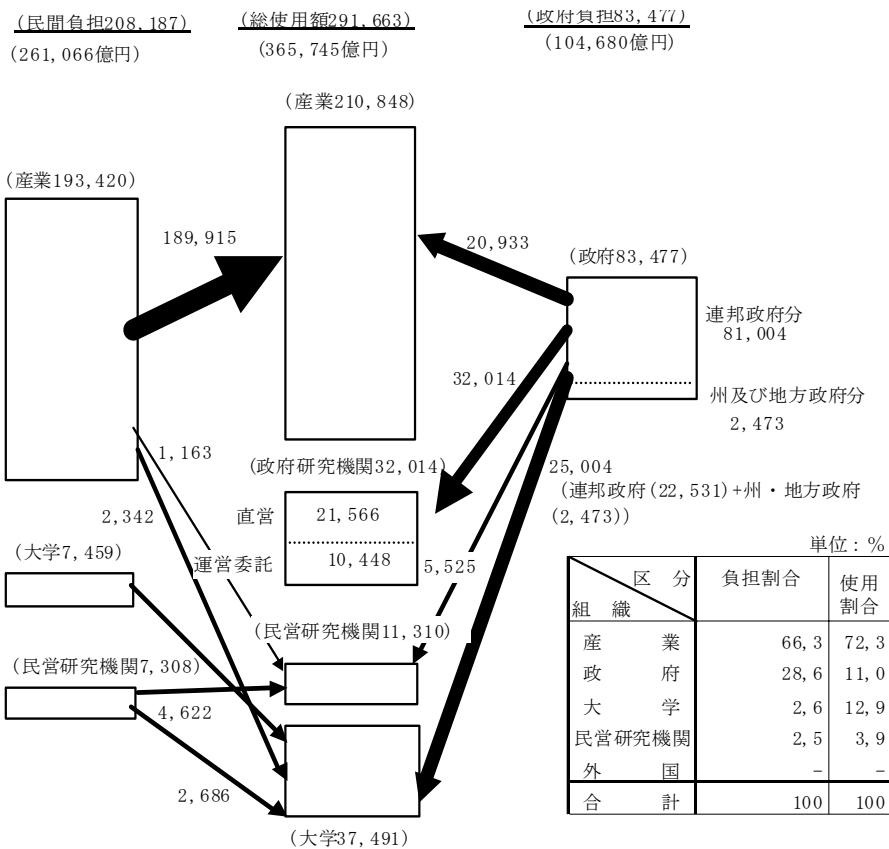 (民間負担208,187)
(261,066億円)
(総使用額291,663)
(365,745億円)
(政府負担83,477)
(104,680億円)
(産業210,848)
(産業193,420)
189,915
20,933
(政府83,477)
連邦政府分
81,004
32,014
州及び地方政府分
2,473
1,163
(政府研究機関32,014)
25,004
(連邦政府(22,531)+州・地方政府
(2,473))
2,342
直営
21,566
運営委託
10,448
5,525
(大学7,459)
(民営研究機関11,310)
(民営研究機関7,308)
4,622
2,686
(大学37,491)
単位：%
区 分
組 織
負担割合
使用
割合
産 業 66,3 72,3
政 府 28,6 11,0
大 学 2,6 12,9
民営研究機関 2,5 3,9
外 国 - -
合 計 100 100